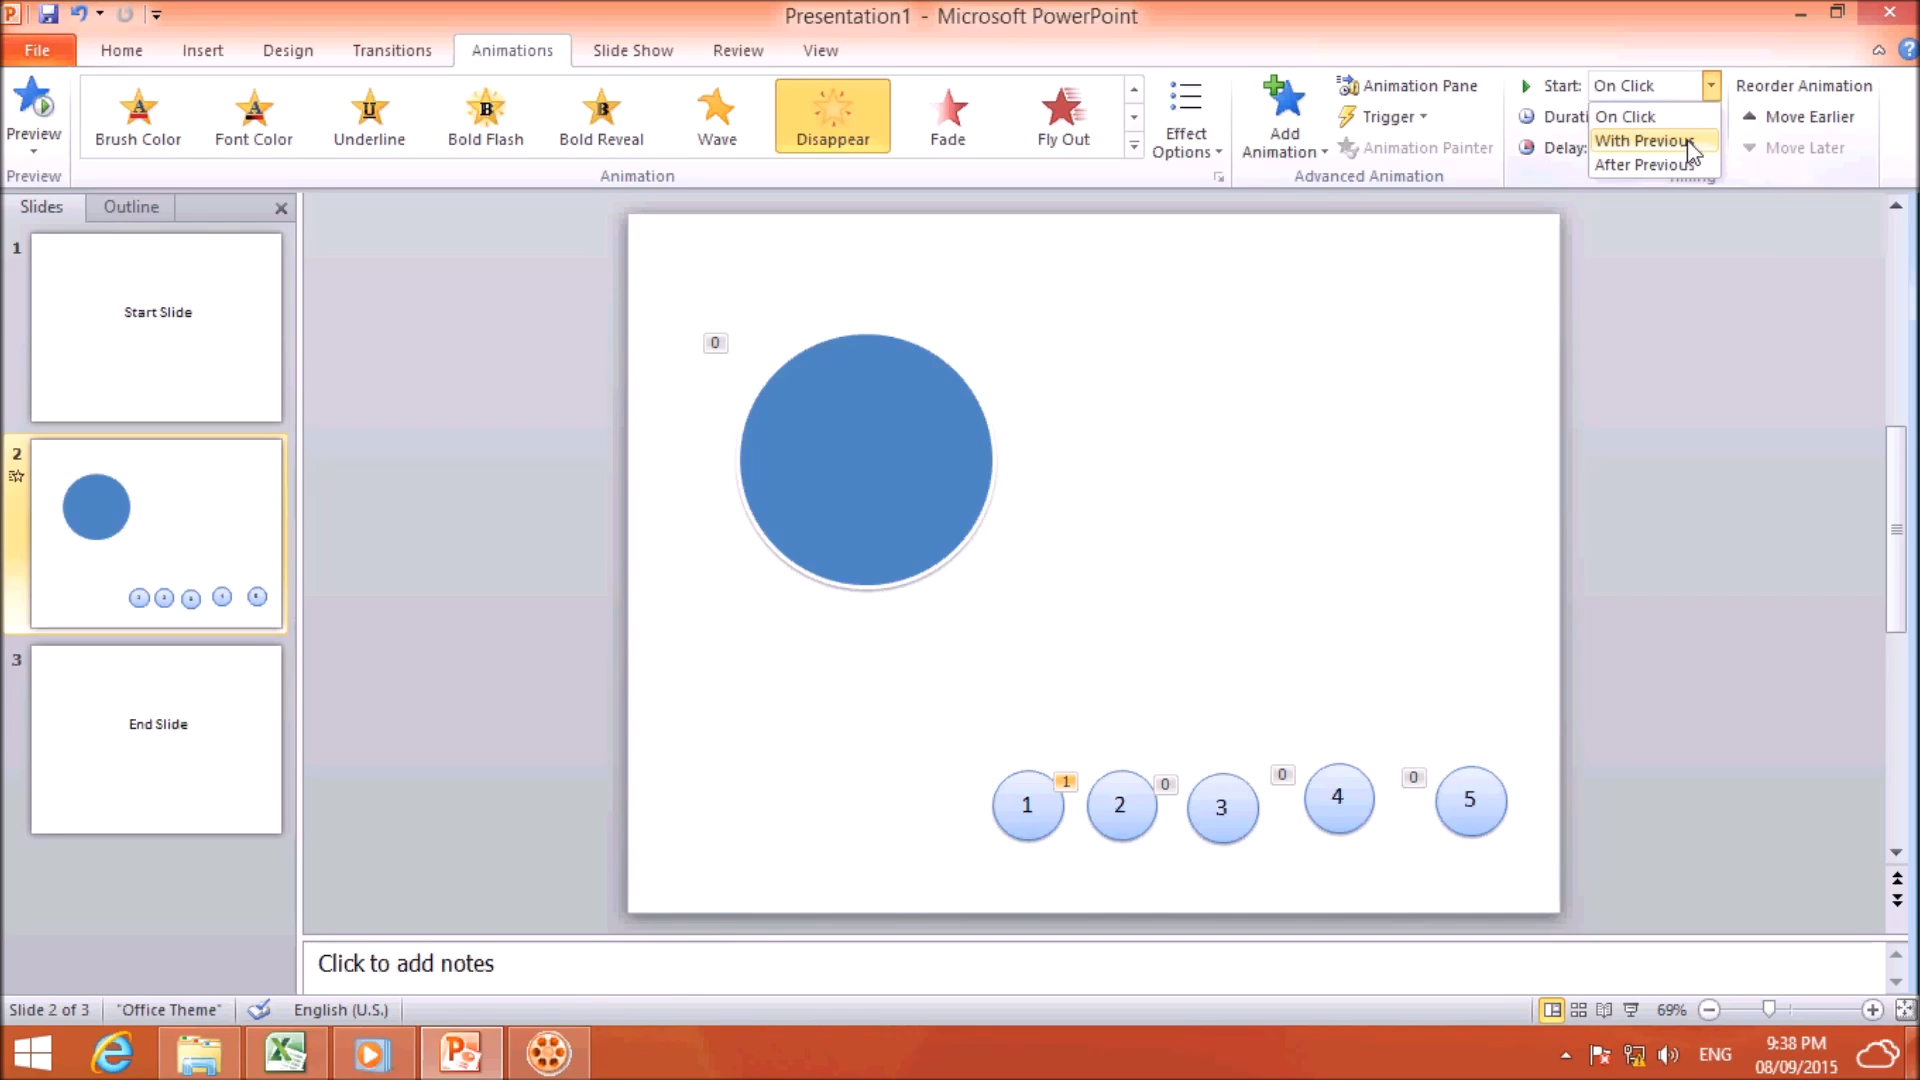 Presentation1 - Microsoft PowerPoint
File Home Insert Design Transitions Animations Slide Show Review View
Preview
Preview
Brush Color
Font Color
Underline
Bold Flash
Bold Reveal
Wave
Disappear
Fade
Fly Out
Animation
Effect
Options
Add
Animation
Animation Pane
Trigger
Animation Painter
Advanced Animation
Start: On Click
Durati
Delay:
On Click
With Previous
After Previous
Reorder Animation
Move Earlier
Move Later
Slides Outline
1
Start Slide
2
3
End Slide
0
1
1
2
0
3
0
4
0
5
Click to add notes
Slide 2 of 3 "Office Theme" English (U.S.) 69%
ENG
9:38 PM
08/09/2015